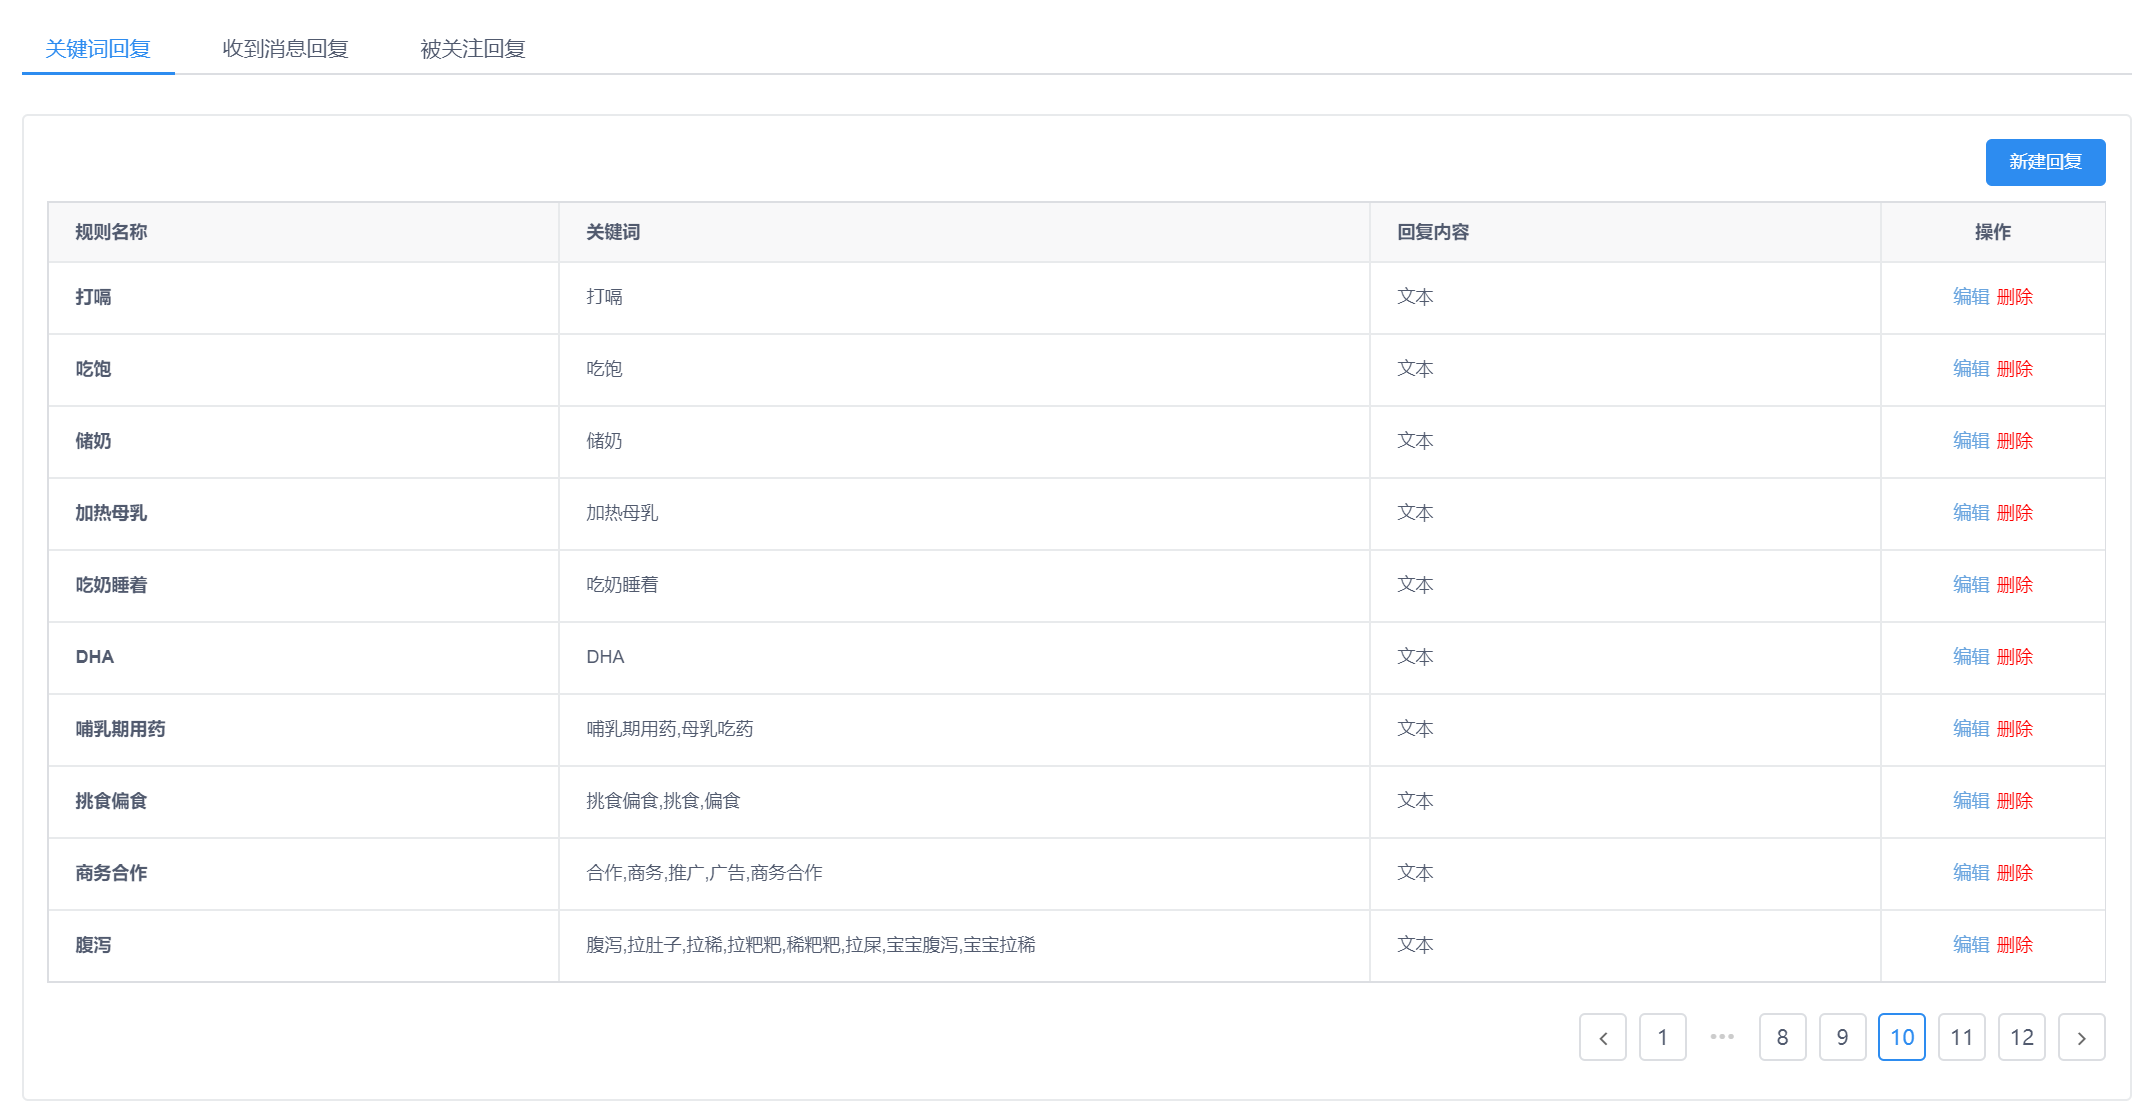 关键词回复 收到消息回复 被关注回复
新建回复
规则名称 关键词 回复内容 操作
打嗝 打嗝 文本 编辑 删除
吃饱 吃饱 文本 编辑 删除
储奶 储奶 文本 编辑 删除
加热母乳 加热母乳 文本 编辑 删除
吃奶睡着 吃奶睡着 文本 编辑 删除
DHA DHA 文本 编辑 删除
哺乳期用药 哺乳期用药,母乳吃药 文本 编辑 删除
挑食偏食 挑食偏食,挑食,偏食 文本 编辑 删除
商务合作 合作,商务,推广,广告,商务合作 文本 编辑 删除
腹泻 腹泻,拉肚子,拉稀,拉粑粑,稀粑粑,拉屎,宝宝腹泻,宝宝拉稀 文本 编辑 删除
1 ••• 8 9 10 11 12